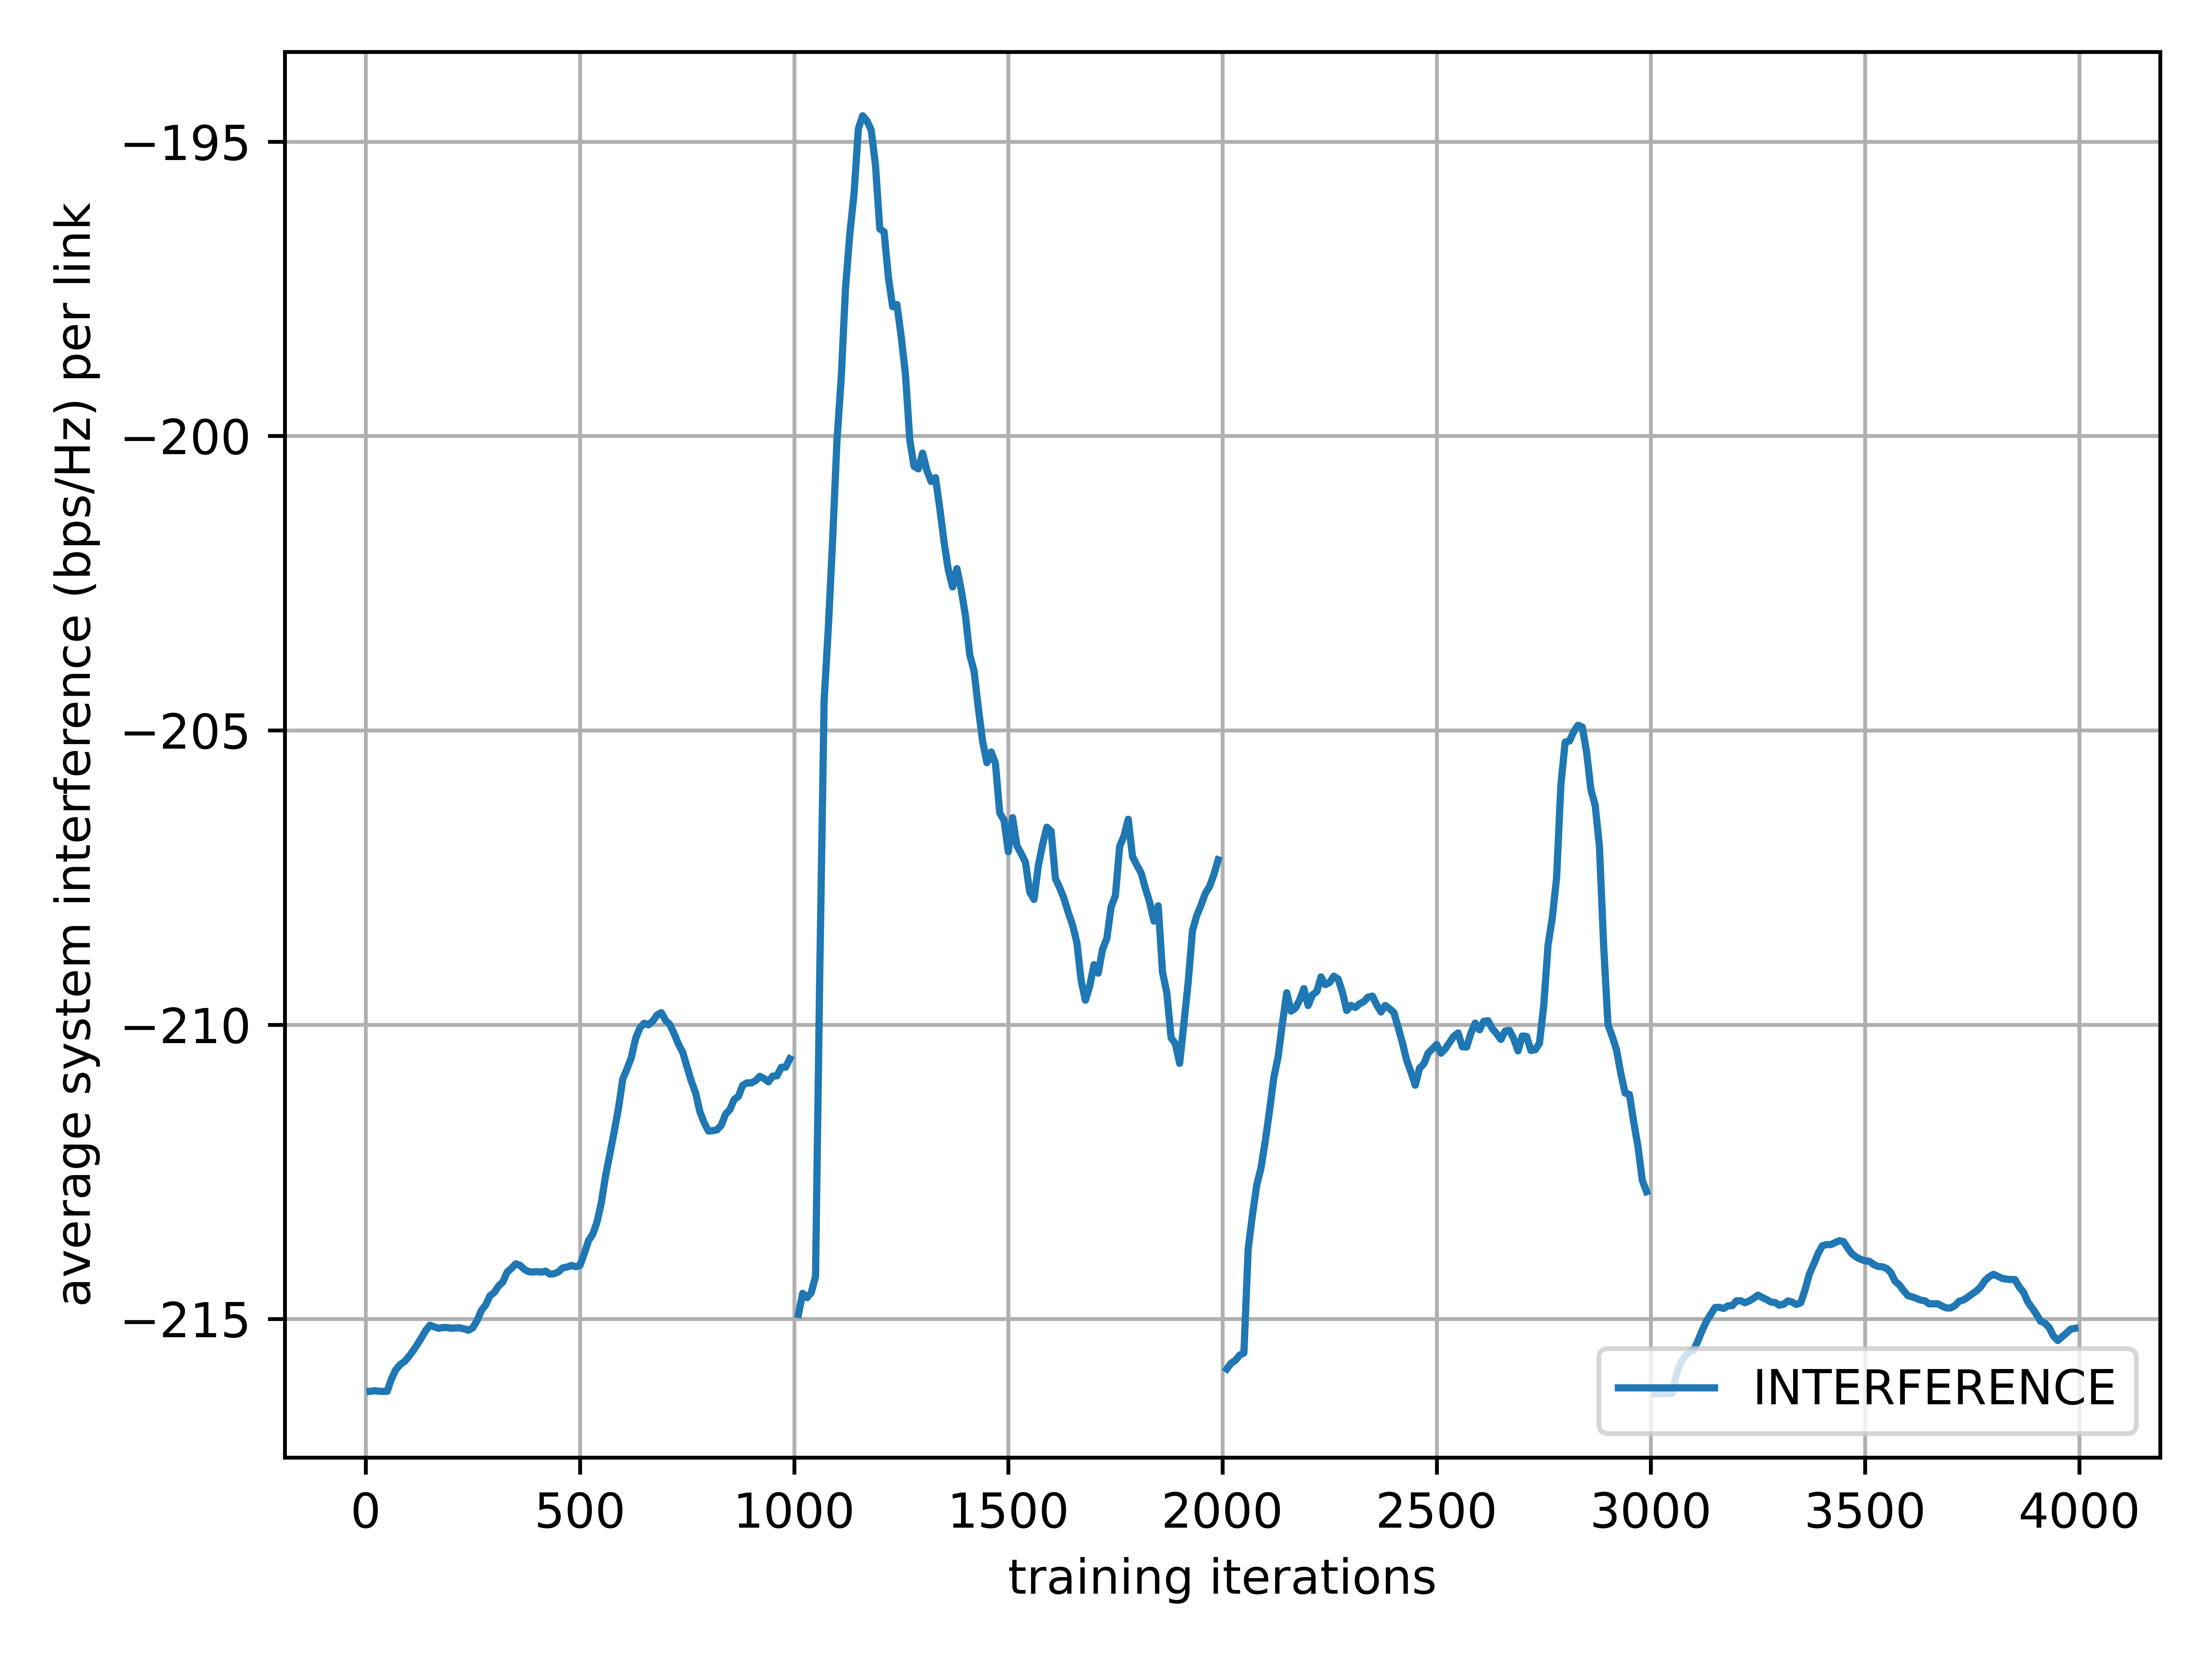 average system interference (bps/Hz) per link
−195
−200
−205
−210
−215
INTERFERENCE
0 500 1000 1500 2000 2500 3000 3500 4000
training iterations